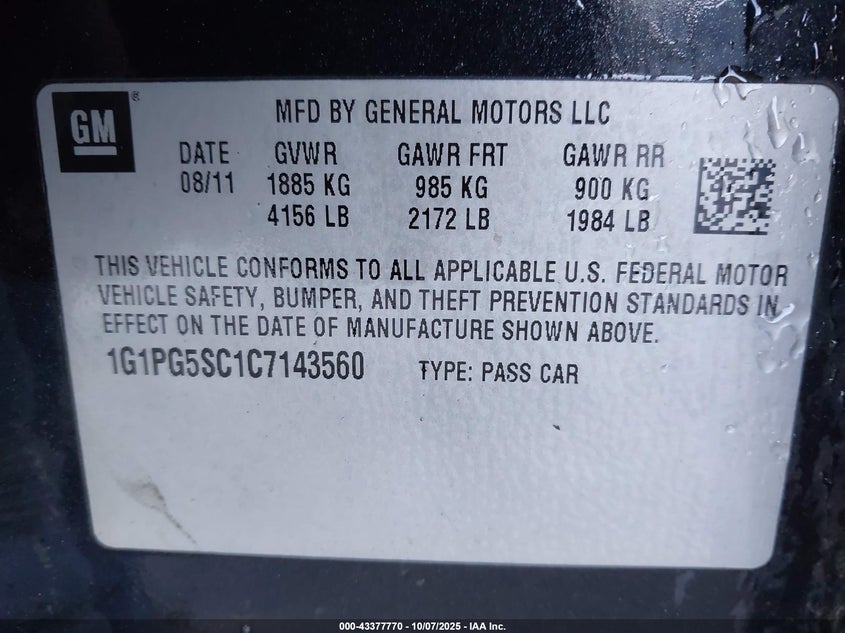 GM ®
MFD BY GENERAL MOTORS LLC
DATE GVWR GAWR FRT GAWR RR
08/11 1885 KG 985 KG 900 KG
4156 LB 2172 LB 1984 LB
THIS VEHICLE CONFORMS TO ALL APPLICABLE U.S. FEDERAL MOTOR
VEHICLE SAFETY, BUMPER, AND THEFT PREVENTION STANDARDS IN
EFFECT ON THE DATE OF MANUFACTURE SHOWN ABOVE.
1G1PG5SC1C7143560 TYPE: PASS CAR
000-43377770 - 10/07/2025 - IAA Inc.